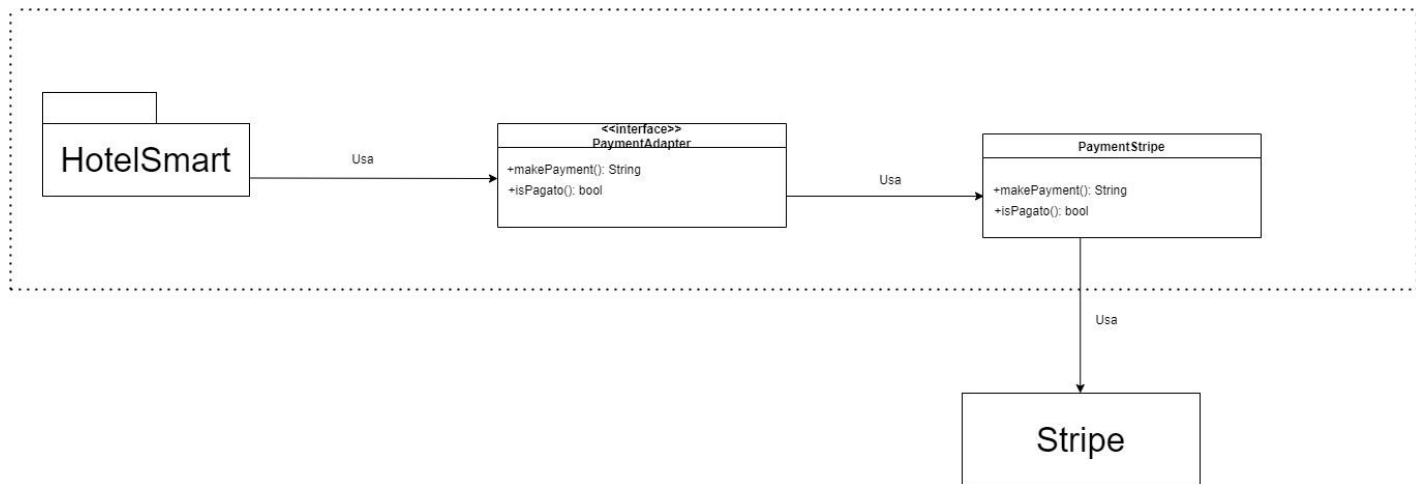 HotelSmart
Usa
<<interface>>
PaymentAdapter
+makePayment(): String
+isPagato(): bool
Usa
PaymentStripe
+makePayment(): String
+isPagato(): bool
Usa
Stripe